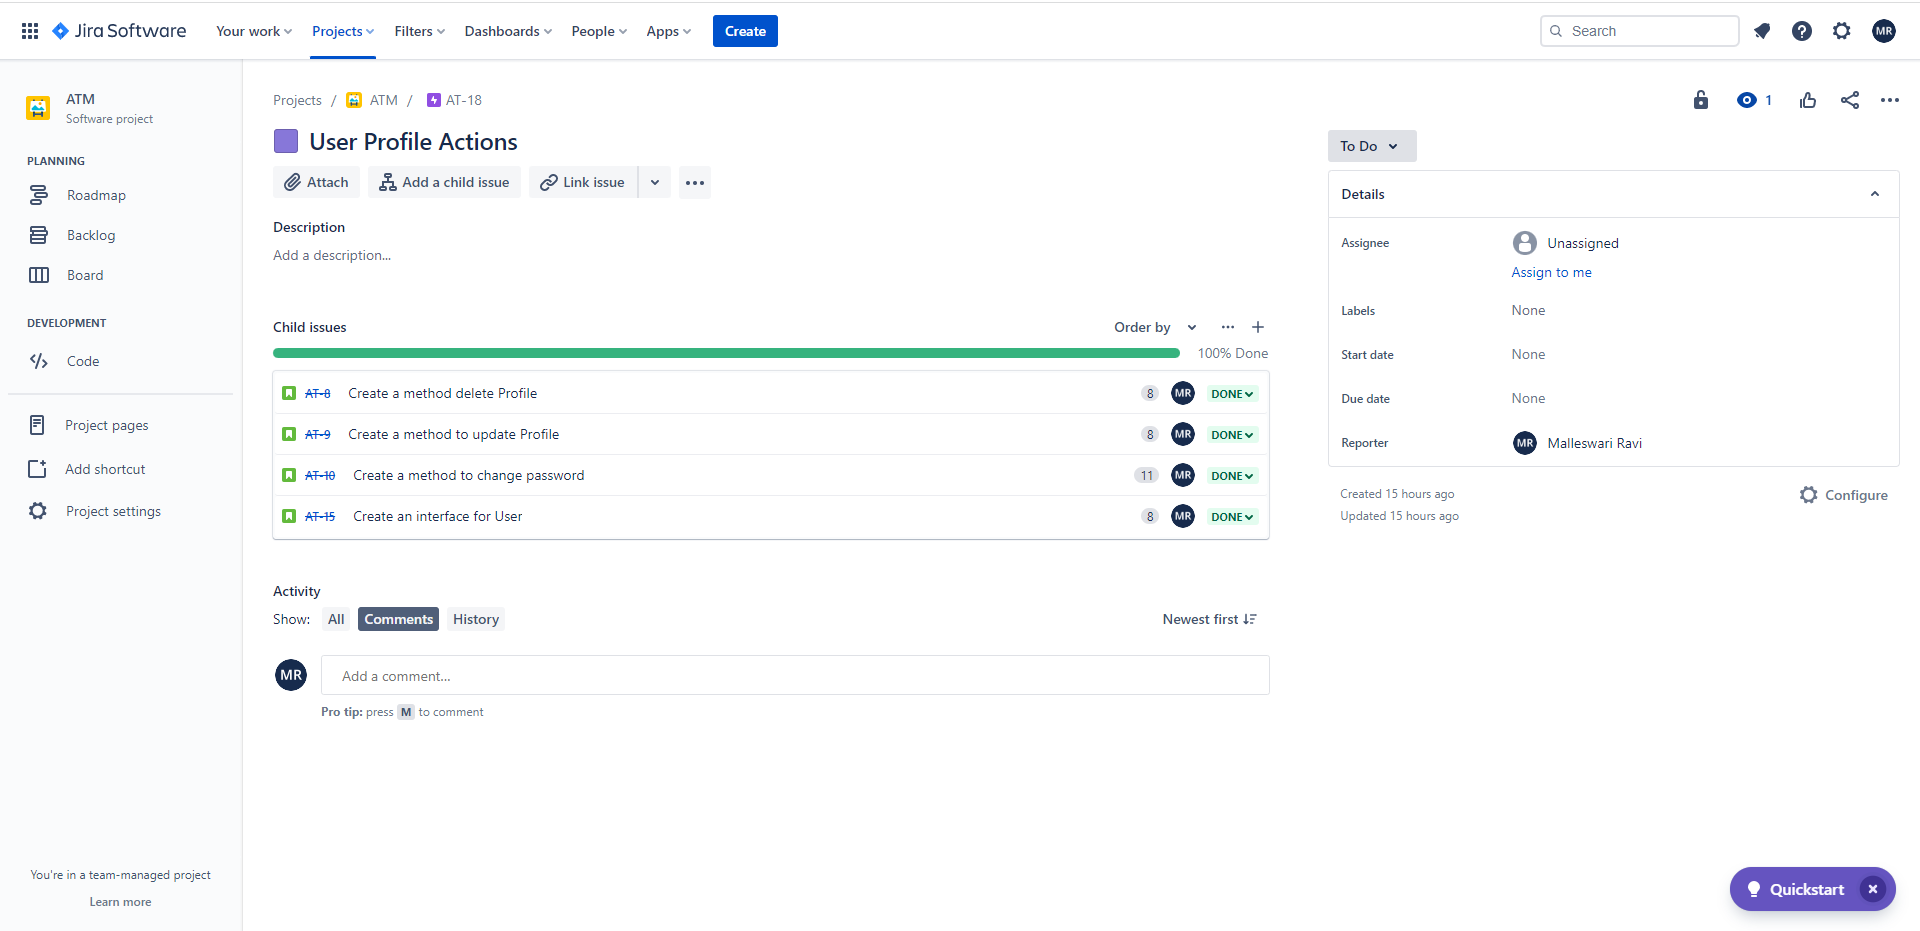 Jira Software Your work Projects Filters Dashboards People Apps Create Search MR
ATM
Software project
PLANNING
Roadmap
Backlog
Board
DEVELOPMENT
Code
Project pages
Add shortcut
Project settings
You're in a team-managed project
Learn more
Projects / ATM / AT-18
User Profile Actions
Attach Add a child issue Link issue
Description
Add a description...
Child issues Order by
100% Done
AT-8 Create a method delete Profile 8 MR DONE
AT-9 Create a method to update Profile 8 MR DONE
AT-10 Create a method to change password 11 MR DONE
AT-15 Create an interface for User 8 MR DONE
Activity
Show: All Comments History Newest first
MR Add a comment...
Pro tip: press M to comment
1
To Do
Details
Assignee Unassigned
Assign to me
Labels None
Start date None
Due date None
Reporter MR Malleswari Ravi
Created 15 hours ago
Updated 15 hours ago
Configure
Quickstart